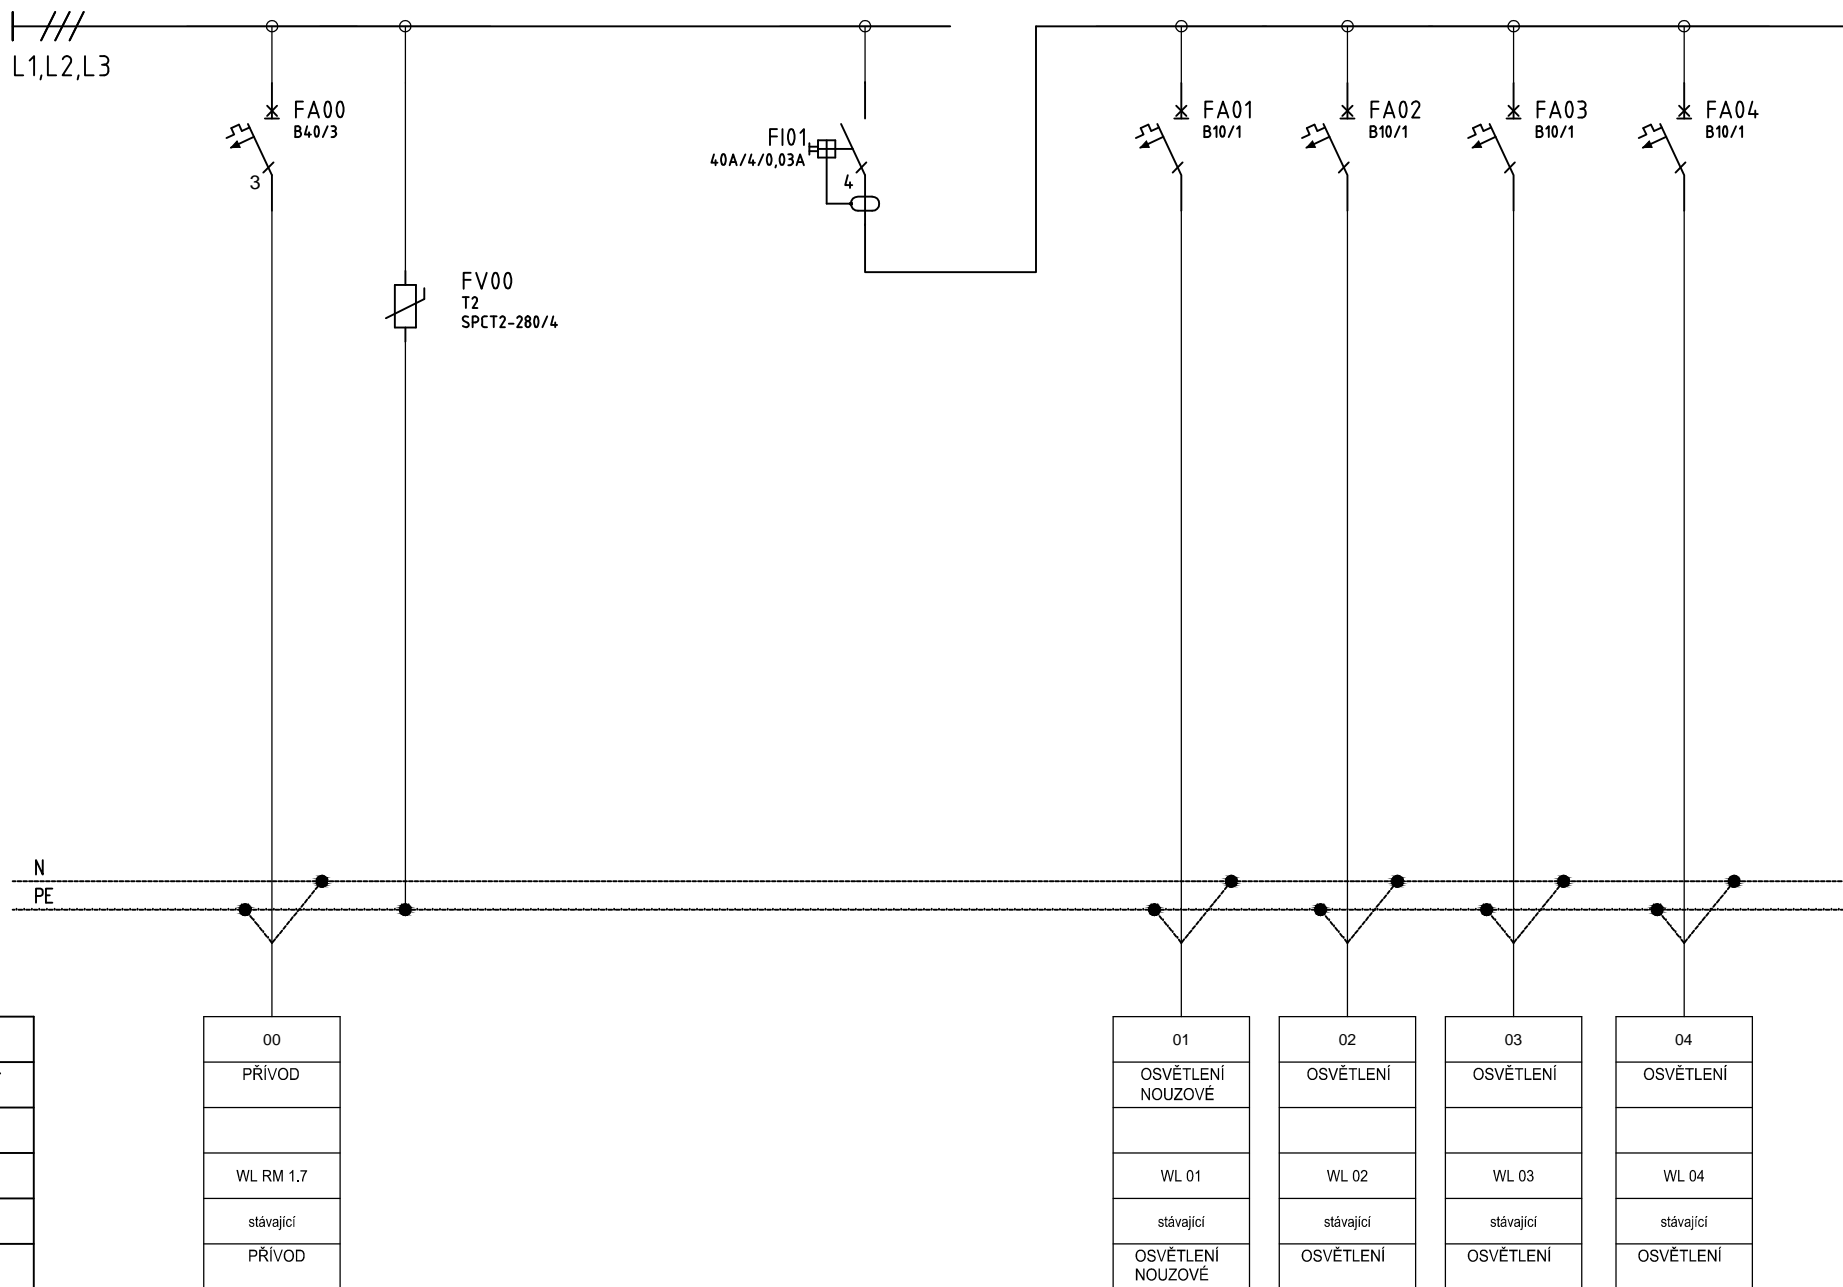 L1,L2,L3
FA00
B40/3
3
FV00
T2
SPCT2-280/4
FI01
40A/4/0,03A
4
FA01
B10/1
FA02
B10/1
FA03
B10/1
FA04
B10/1
N
PE
00
PŘÍVOD
WL RM 1.7
stávající
PŘÍVOD
01
OSVĚTLENÍ
NOUZOVÉ
WL 01
stávající
OSVĚTLENÍ
NOUZOVÉ
02
OSVĚTLENÍ
WL 02
stávající
OSVĚTLENÍ
03
OSVĚTLENÍ
WL 03
stávající
OSVĚTLENÍ
04
OSVĚTLENÍ
WL 04
stávající
OSVĚTLENÍ